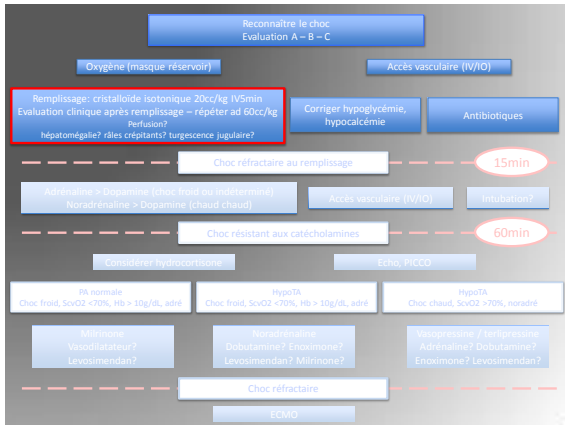 Reconnaître le choc
Evaluation A – B – C
Oxygène (masque réservoir)
Accès vasculaire (IV/IO)
Remplissage: cristalloïde isotonique 20cc/kg IV5min
Evaluation clinique après remplissage – répéter ad 60cc/kg
Perfusion?
hépatomégalie? râles crépitants? turgescence jugulaire?
Corriger hypoglycémie,
hypocalcémie
Antibiotiques
Choc réfractaire au remplissage
15min
Adrénaline > Dopamine (choc froid ou indéterminé)
Noradrénaline > Dopamine (chaud chaud)
Accès vasculaire (IV/IO)
Intubation?
Choc résistant aux catécholamines
60min
Considérer hydrocortisone
Echo, PICCO
PA normale
Choc froid, ScvO2 <70%, Hb > 10g/dL, adré
HypoTA
Choc froid, ScvO2 <70%, Hb > 10g/dL, adré
HypoTA
Choc chaud, ScvO2 >70%, noradré
Milrinone
Vasodilatateur?
Levosimendan?
Noradrénaline
Dobutamine? Enoximone?
Levosimendan? Milrinone?
Vasopressine / terlipressine
Adrénaline? Dobutamine?
Enoximone? Levosimendan?
Choc réfractaire
ECMO